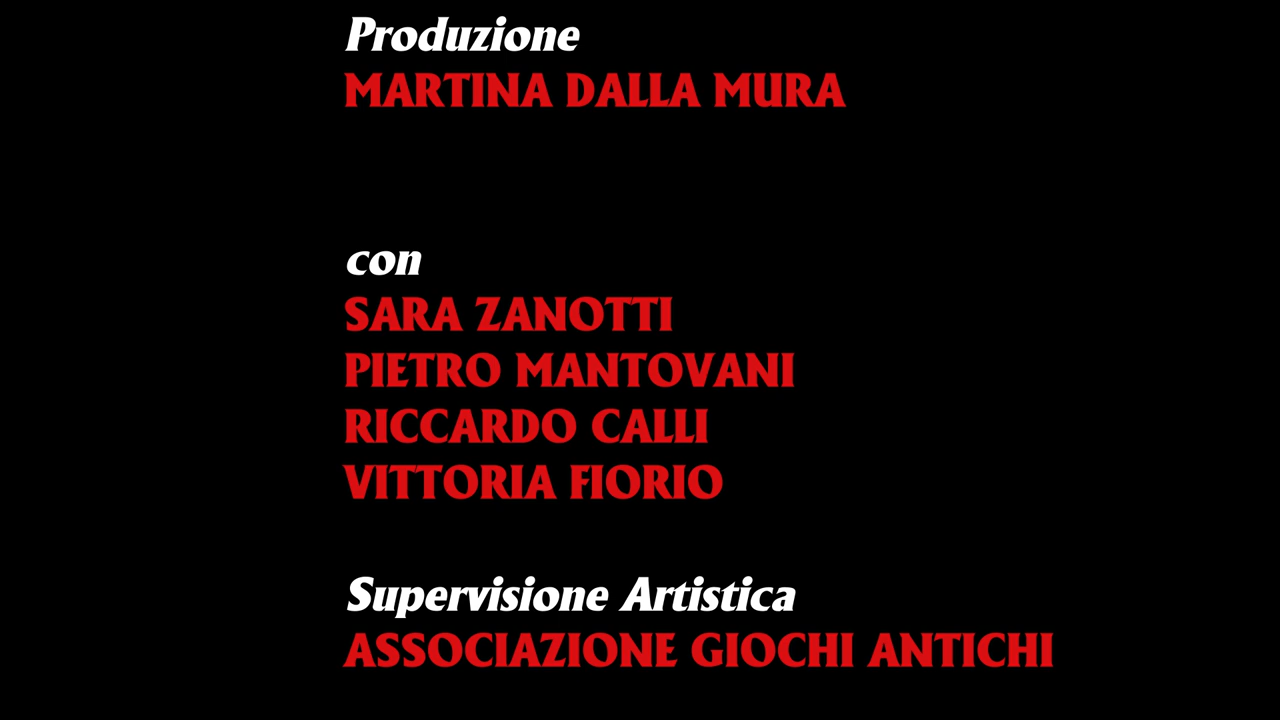 Produzione
MARTINA DALLA MURA
con
SARA ZANOTTI
PIETRO MANTOVANI
RICCARDO CALLI
VITTORIA FIORIO
Supervisione Artistica
ASSOCIAZIONE GIOCHI ANTICHI